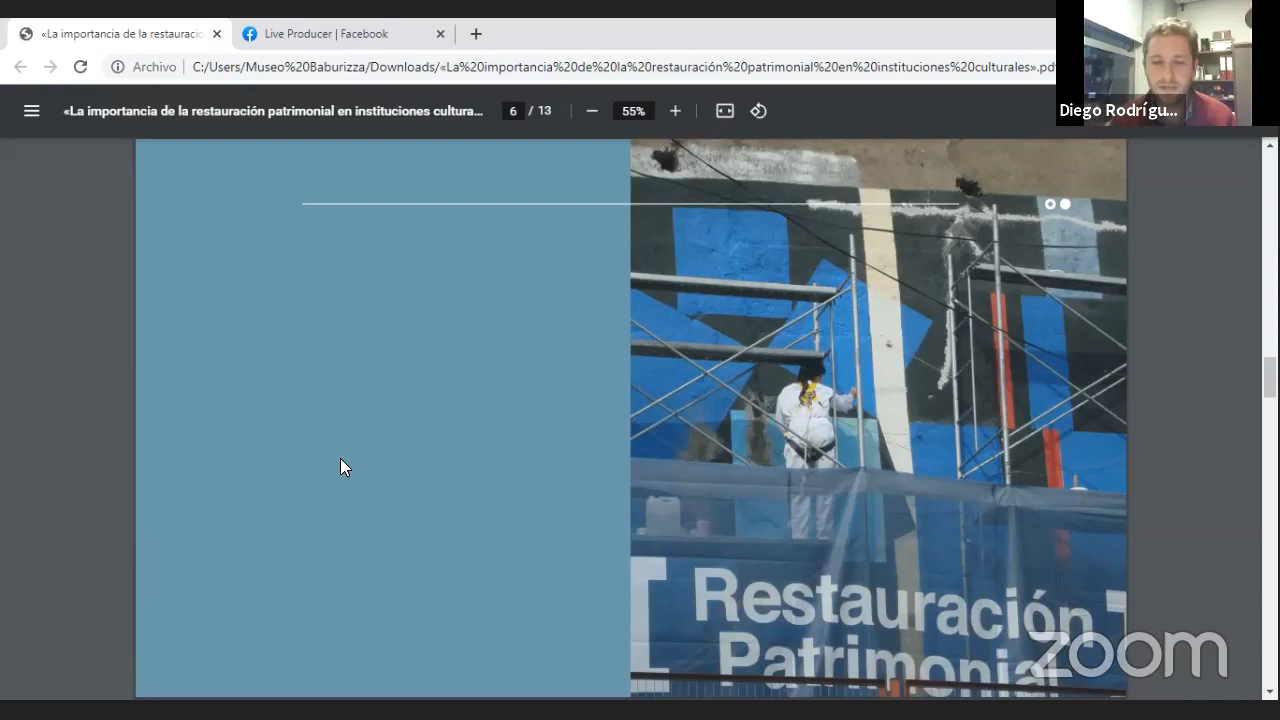 «La importancia de la restauració
Live Producer | Facebook
Archivo
C:/Users/Museo%20Baburizza/Downloads/«La%20importancia%20de%20la%20restauración%20patrimonial%20en%20instituciones%20culturales».pdf
Diego Rodrígu...
«La importancia de la restauración patrimonial en instituciones cultura...
6 / 13
55%
Restauración
Patrimonial
zoom